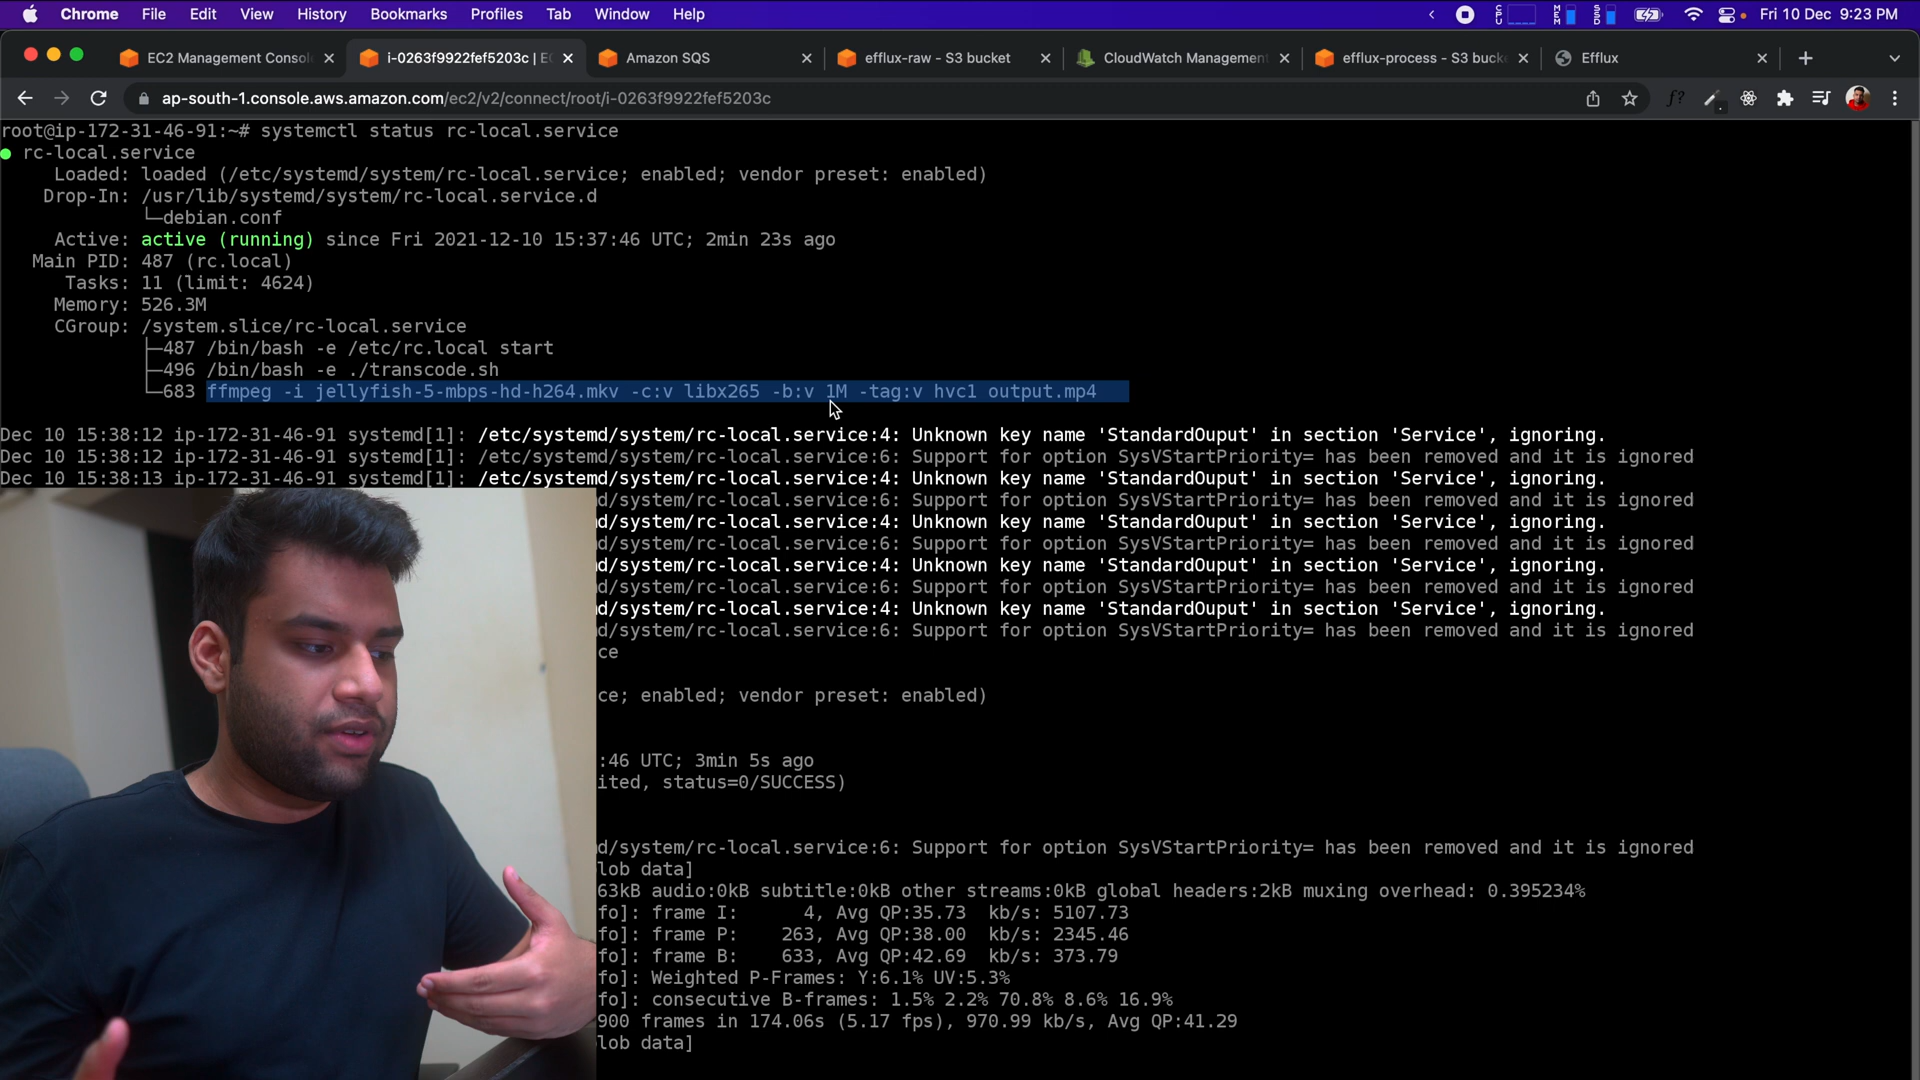 Chrome File Edit View History Bookmarks Profiles Tab Window Help
CPU MEM SSD Fri 10 Dec 9:23 PM
EC2 Management Consol
i-0263f9922fef5203c | EC
Amazon SQS
efflux-raw - S3 bucket
CloudWatch Management
efflux-process - S3 bucke
Efflux
ap-south-1.console.aws.amazon.com/ec2/v2/connect/root/i-0263f9922fef5203c
f?
root@ip-172-31-46-91:~# systemctl status rc-local.service
● rc-local.service
Loaded: loaded (/etc/systemd/system/rc-local.service; enabled; vendor preset: enabled)
Drop-In: /usr/lib/systemd/system/rc-local.service.d
└─debian.conf
Active: active (running) since Fri 2021-12-10 15:37:46 UTC; 2min 23s ago
Main PID: 487 (rc.local)
Tasks: 11 (limit: 4624)
Memory: 526.3M
CGroup: /system.slice/rc-local.service
├─487 /bin/bash -e /etc/rc.local start
├─496 /bin/bash -e ./transcode.sh
└─683 ffmpeg -i jellyfish-5-mbps-hd-h264.mkv -c:v libx265 -b:v 1M -tag:v hvc1 output.mp4
Dec 10 15:38:12 ip-172-31-46-91 systemd[1]: /etc/systemd/system/rc-local.service:4: Unknown key name 'StandardOuput' in section 'Service', ignoring.
Dec 10 15:38:12 ip-172-31-46-91 systemd[1]: /etc/systemd/system/rc-local.service:6: Support for option SysVStartPriority= has been removed and it is ignored
Dec 10 15:38:13 ip-172-31-46-91 systemd[1]: /etc/systemd/system/rc-local.service:4: Unknown key name 'StandardOuput' in section 'Service', ignoring.
d/system/rc-local.service:6: Support for option SysVStartPriority= has been removed and it is ignored
d/system/rc-local.service:4: Unknown key name 'StandardOuput' in section 'Service', ignoring.
d/system/rc-local.service:6: Support for option SysVStartPriority= has been removed and it is ignored
d/system/rc-local.service:4: Unknown key name 'StandardOuput' in section 'Service', ignoring.
d/system/rc-local.service:6: Support for option SysVStartPriority= has been removed and it is ignored
d/system/rc-local.service:4: Unknown key name 'StandardOuput' in section 'Service', ignoring.
d/system/rc-local.service:6: Support for option SysVStartPriority= has been removed and it is ignored
ce
ce; enabled; vendor preset: enabled)
:46 UTC; 3min 5s ago
ited, status=0/SUCCESS)
d/system/rc-local.service:6: Support for option SysVStartPriority= has been removed and it is ignored
lob data]
63kB audio:0kB subtitle:0kB other streams:0kB global headers:2kB muxing overhead: 0.395234%
fo]: frame I: 4, Avg QP:35.73 kb/s: 5107.73
fo]: frame P: 263, Avg QP:38.00 kb/s: 2345.46
fo]: frame B: 633, Avg QP:42.69 kb/s: 373.79
fo]: Weighted P-Frames: Y:6.1% UV:5.3%
fo]: consecutive B-frames: 1.5% 2.2% 70.8% 8.6% 16.9%
900 frames in 174.06s (5.17 fps), 970.99 kb/s, Avg QP:41.29
lob data]